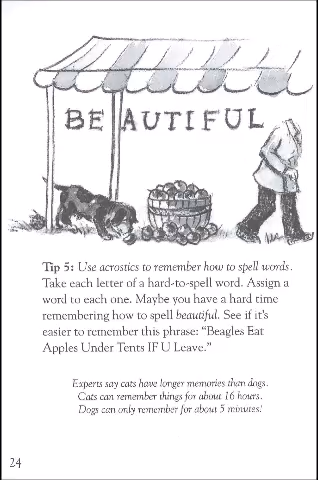 BEAUTIFUL
Tip 5: Use acrostics to remember how to spell words.
Take each letter of a hard-to-spell word. Assign a
word to each one. Maybe you have a hard time
remembering how to spell beautiful. See if it's
easier to remember this phrase: “Beagles Eat
Apples Under Tents IF U Leave.”
Experts say cats have longer memories than dogs.
Cats can remember things for about 16 hours.
Dogs can only remember for about 5 minutes!
24